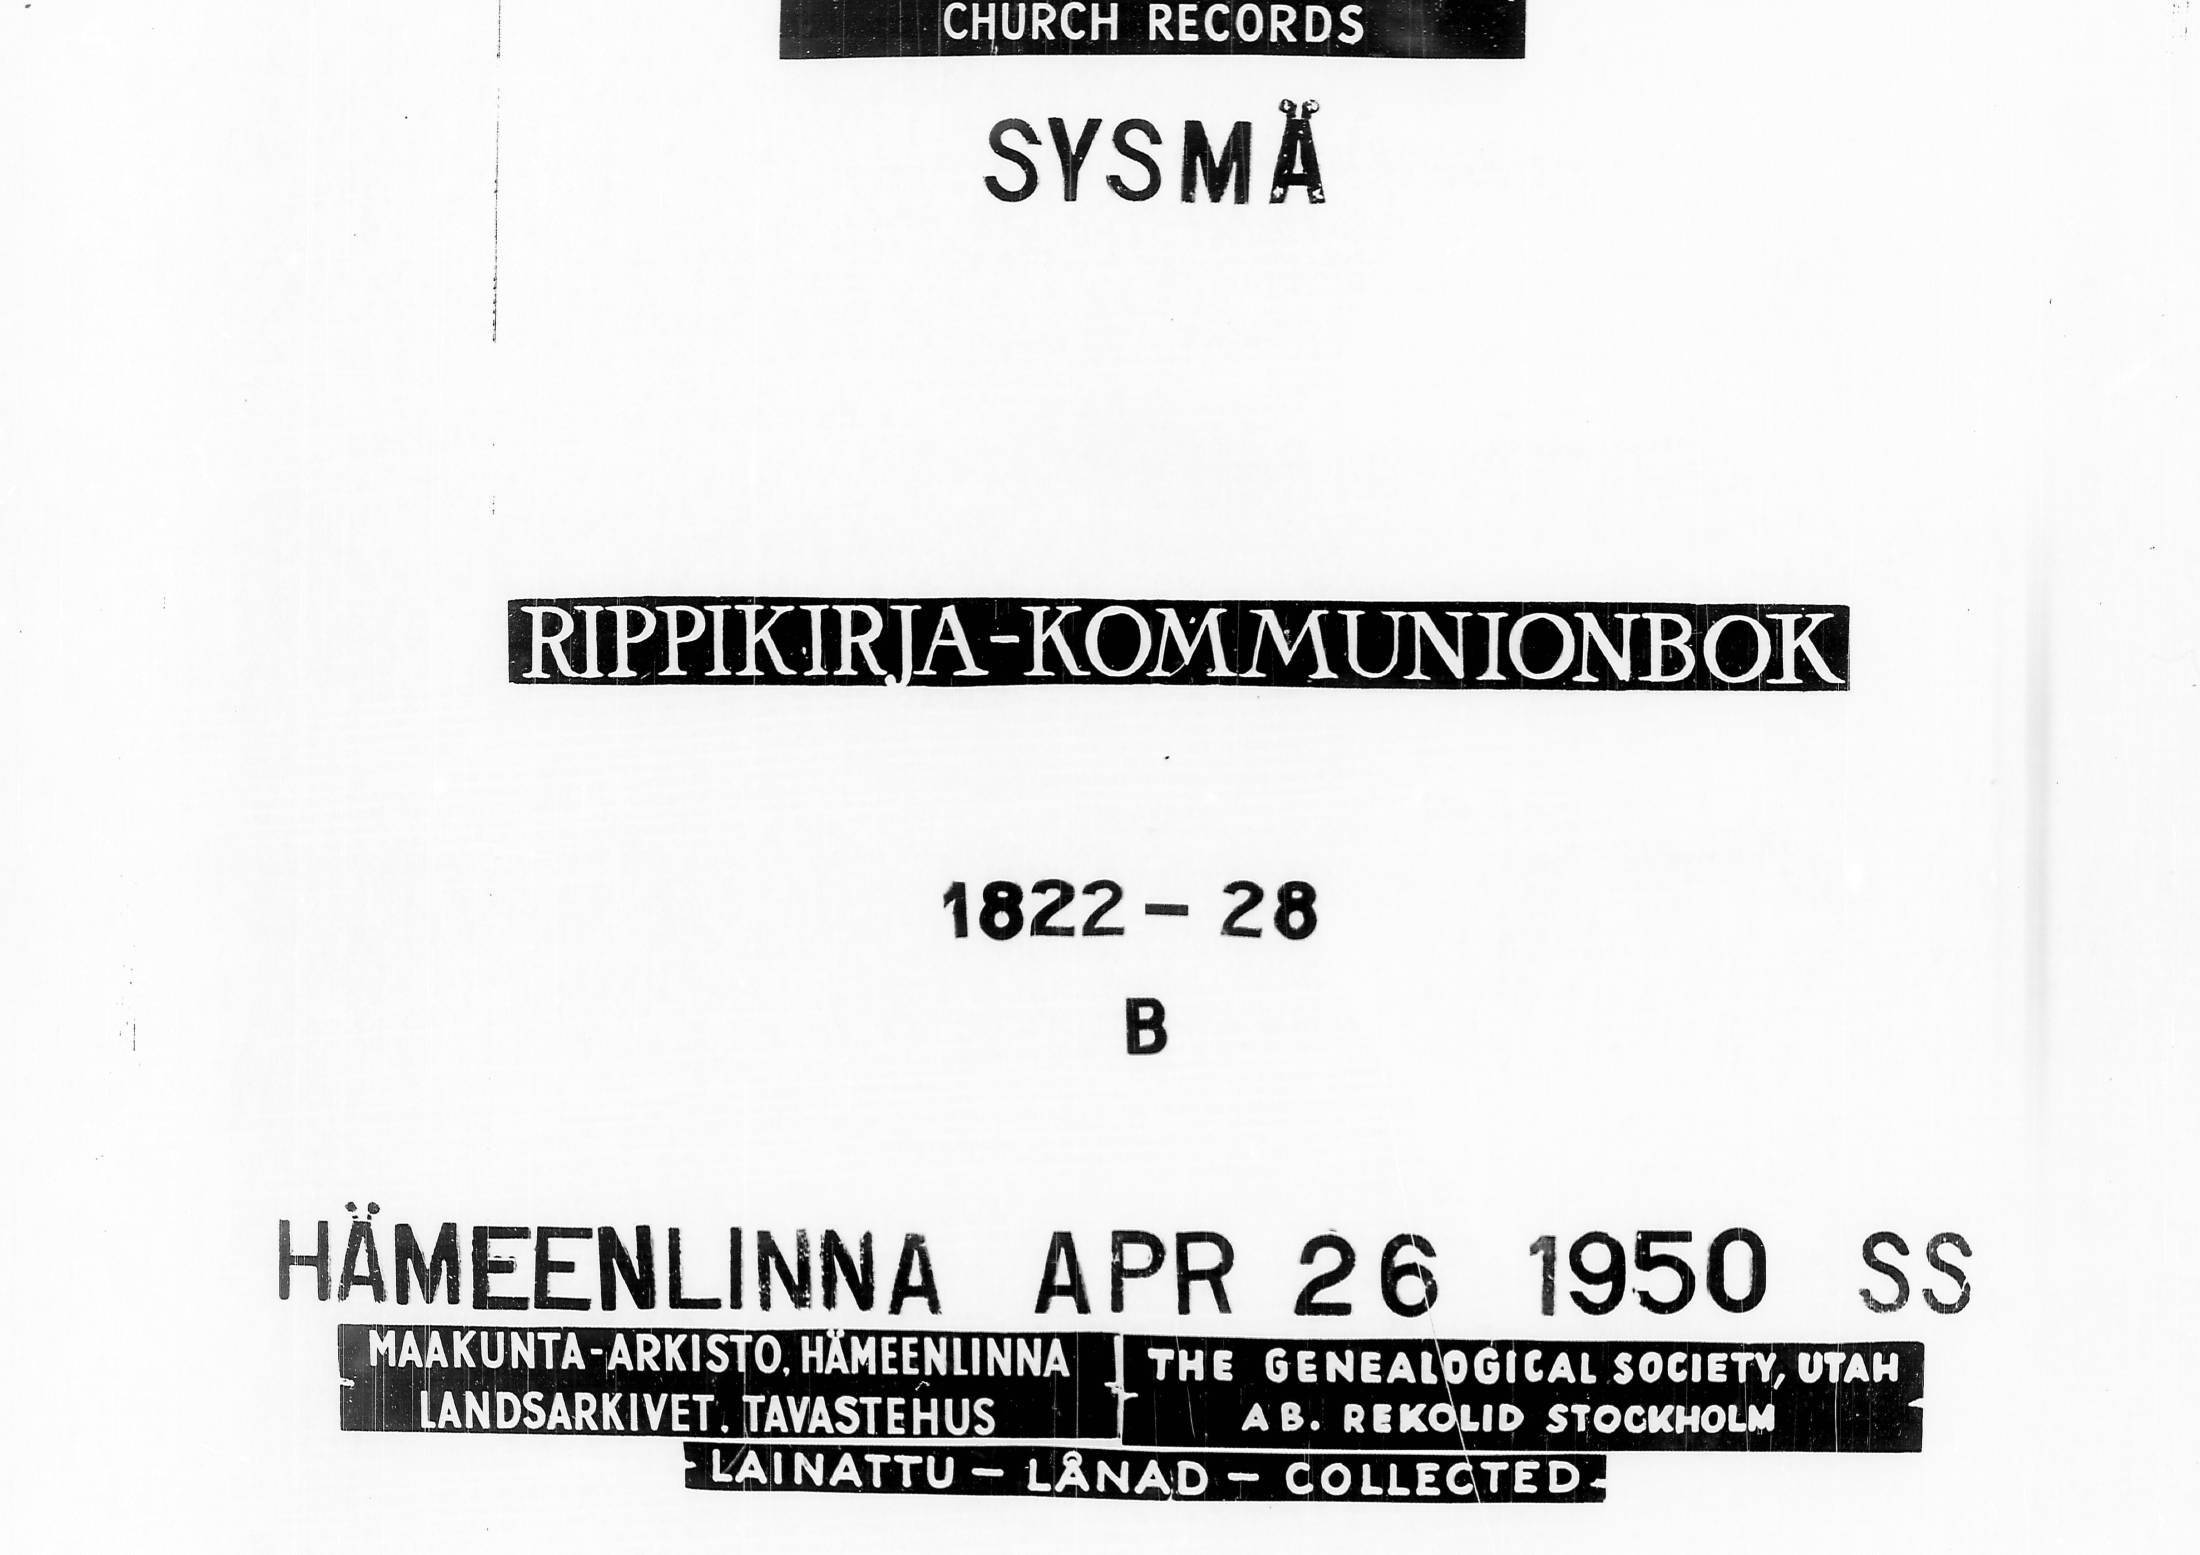 CHURCH RECORDS
SYSMÄ
RIPPIKIRJA-KOMMUNIONBOK
1822-28
B
HÄMEENLINNA APR 26 1950 SS
MAAKUNTA-ARKISTO, HÄMEENLINNA
LANDSARKIVET, TAVASTEHUS
THE GENEALOGICAL SOCIETY, UTAH
AB. REKOLID STOCKHOLM
LAINATTU - LÅNAD - COLLECTED